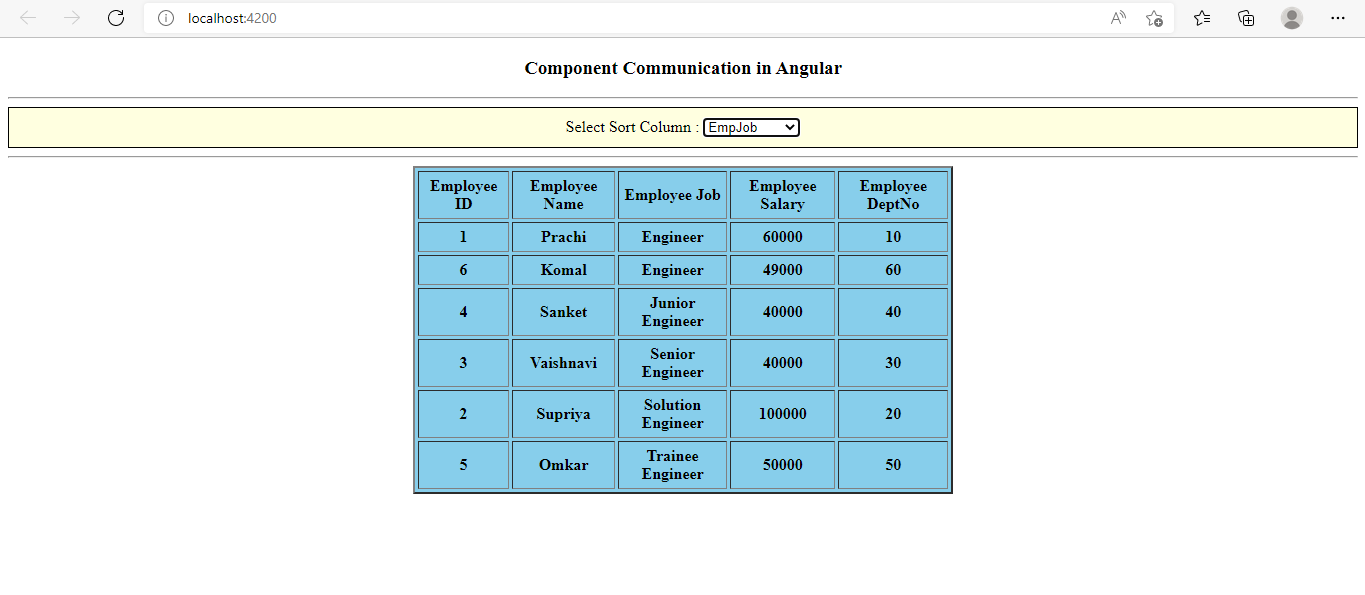 localhost:4200
Component Communication in Angular
Select Sort Column : EmpJob
Employee ID Employee Name Employee Job Employee Salary Employee DeptNo
1 Prachi Engineer 60000 10
6 Komal Engineer 49000 60
4 Sanket Junior Engineer 40000 40
3 Vaishnavi Senior Engineer 40000 30
2 Supriya Solution Engineer 100000 20
5 Omkar Trainee Engineer 50000 50